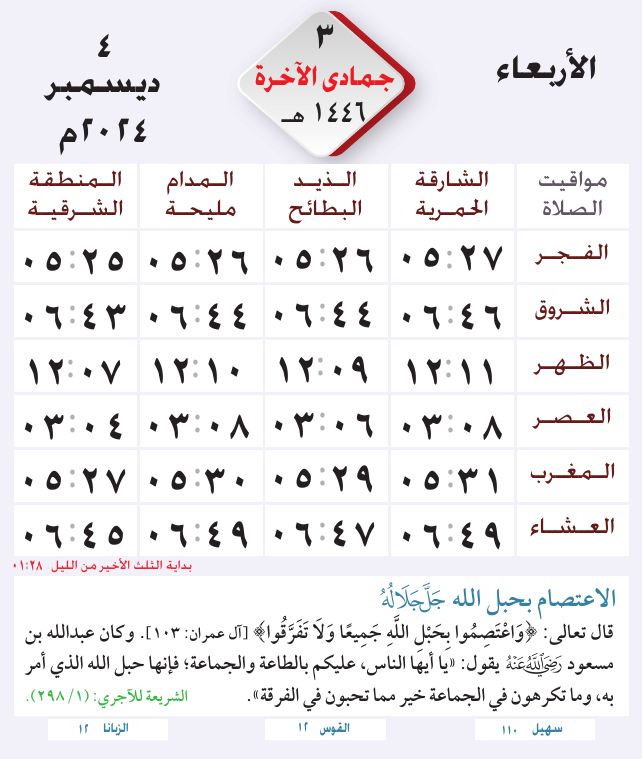 الأربعاء
٣
جمادى الآخرة
١٤٤٦ هـ
٤
ديسمبر
٢٠٢٤م
مواقيت الصلاة | الشارقة الحمرية | الـذيـد البطائح | الـمدام مليحة | الـمنطقة الشرقية
الفجر ٠٥:٢٧ ٠٥:٢٦ ٠٥:٢٦ ٠٥:٢٥
الشروق ٠٦:٤٦ ٠٦:٤٤ ٠٦:٤٤ ٠٦:٤٣
الظهر ١٢:١١ ١٢:٠٩ ١٢:١٠ ١٢:٠٧
العصر ٠٣:٠٨ ٠٣:٠٦ ٠٣:٠٨ ٠٣:٠٤
المغرب ٠٥:٣١ ٠٥:٢٩ ٠٥:٣٠ ٠٥:٢٧
العشاء ٠٦:٤٩ ٠٦:٤٧ ٠٦:٤٩ ٠٦:٤٥
بداية الثلث الأخير من الليل ٠١:٢٨
الاعتصام بحبل الله جَلَّجَلَالُهُ
قال تعالى: ﴿وَاعْتَصِمُوا بِحَبْلِ اللَّهِ جَمِيعًا وَلَا تَفَرَّقُوا﴾ [آل عمران: ١٠٣]. وكان عبدالله بن
مسعود رَضِيَاللَّهُعَنْهُ يقول: «يا أيها الناس، عليكم بالطاعة والجماعة؛ فإنها حبل الله الذي أمر
به، وما تكرهون في الجماعة خير مما تحبون في الفرقة». الشريعة للآجري: (١/ ٢٩٨).
سهيل ١١٠ القوس ١٢ الزبانا ١٢